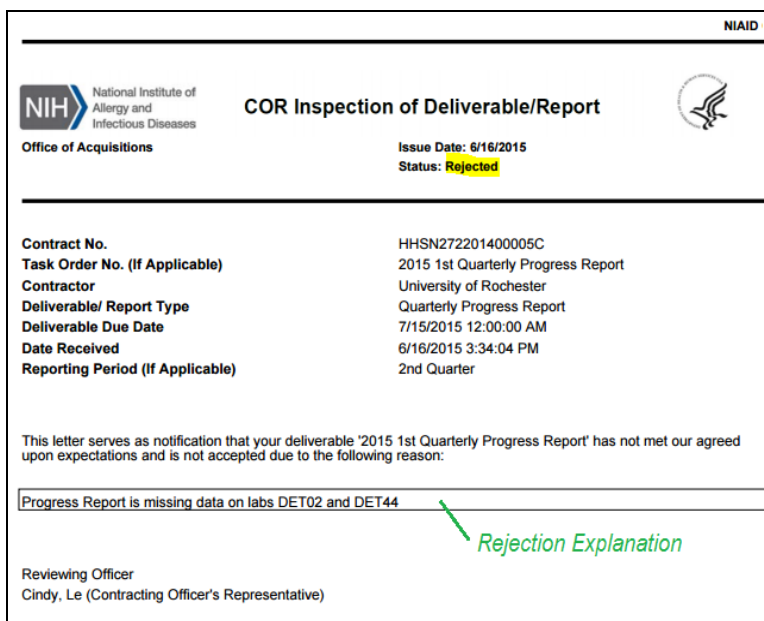 NIAID
NIH National Institute of
Allergy and
Infectious Diseases
COR Inspection of Deliverable/Report
Office of Acquisitions
Issue Date: 6/16/2015
Status: Rejected
Contract No. HHSN272201400005C
Task Order No. (If Applicable) 2015 1st Quarterly Progress Report
Contractor University of Rochester
Deliverable/ Report Type Quarterly Progress Report
Deliverable Due Date 7/15/2015 12:00:00 AM
Date Received 6/16/2015 3:34:04 PM
Reporting Period (If Applicable) 2nd Quarter
This letter serves as notification that your deliverable '2015 1st Quarterly Progress Report' has not met our agreed
upon expectations and is not accepted due to the following reason:
Progress Report is missing data on labs DET02 and DET44
Rejection Explanation
Reviewing Officer
Cindy, Le (Contracting Officer's Representative)